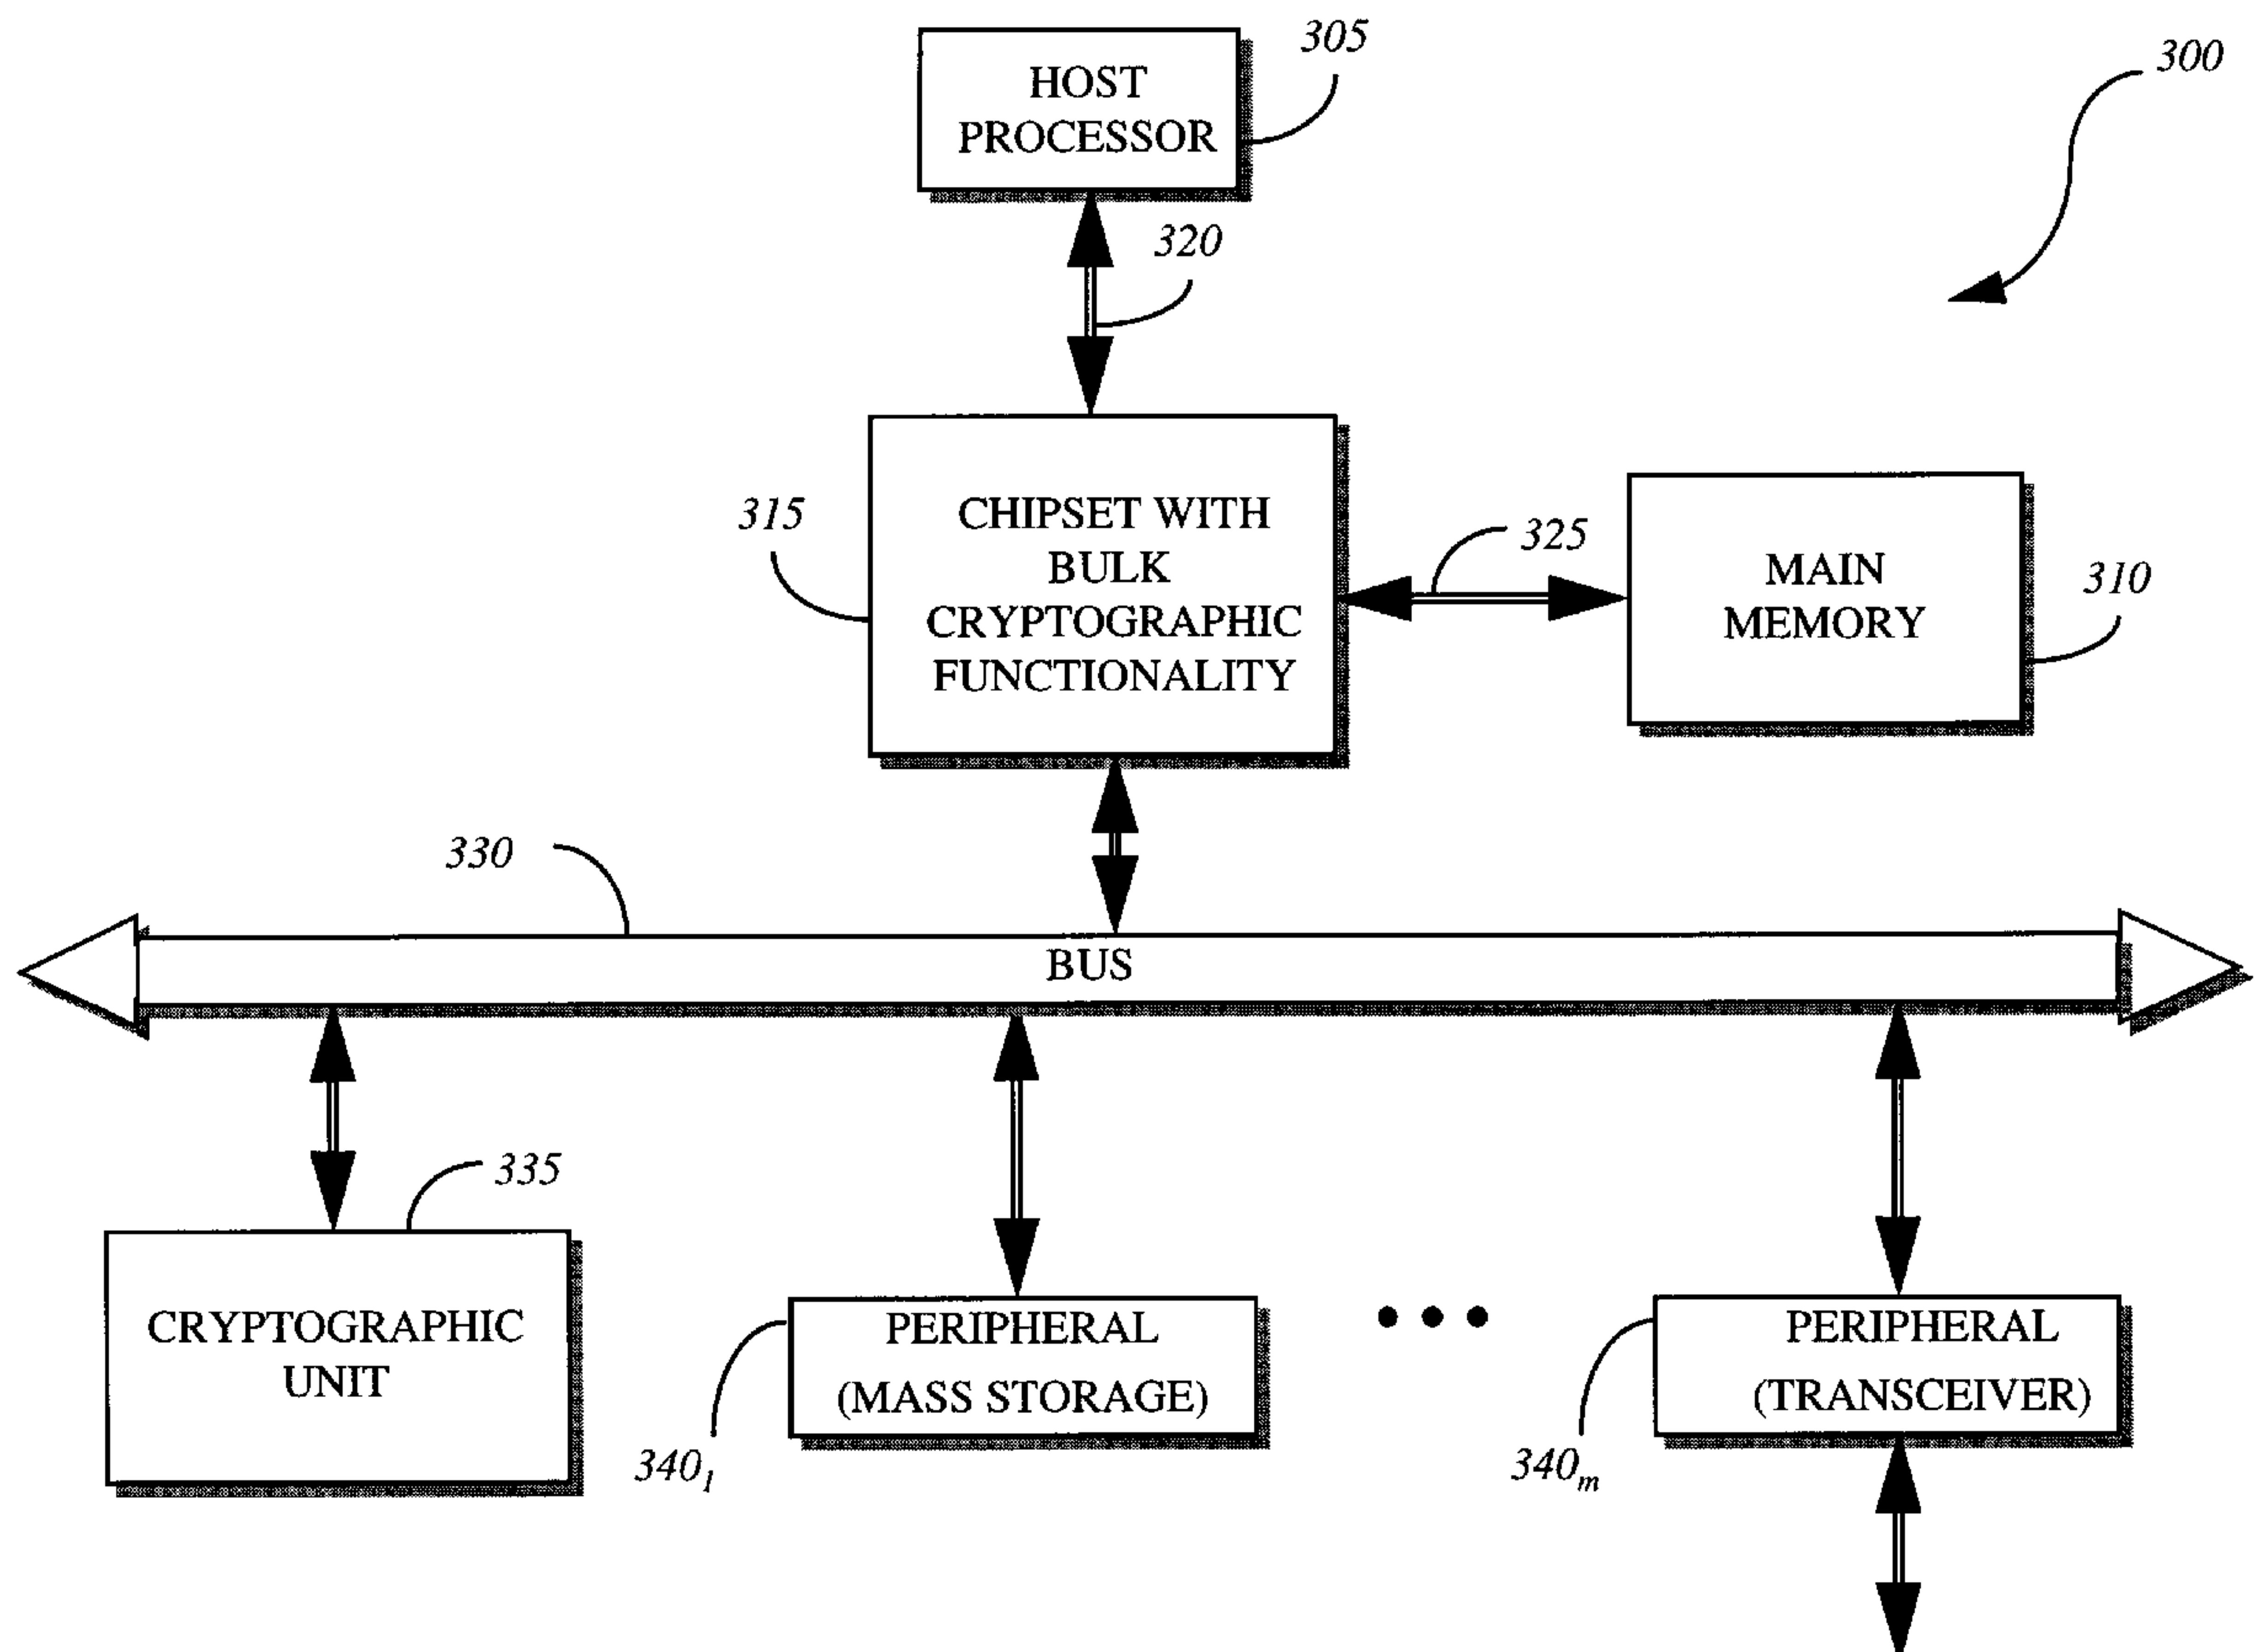 305
300
HOST
PROCESSOR
320
315
CHIPSET WITH
BULK
CRYPTOGRAPHIC
FUNCTIONALITY
325
MAIN
MEMORY
310
330
BUS
335
CRYPTOGRAPHIC
UNIT
PERIPHERAL
(MASS STORAGE)
340₁
PERIPHERAL
(TRANSCEIVER)
340ₘ